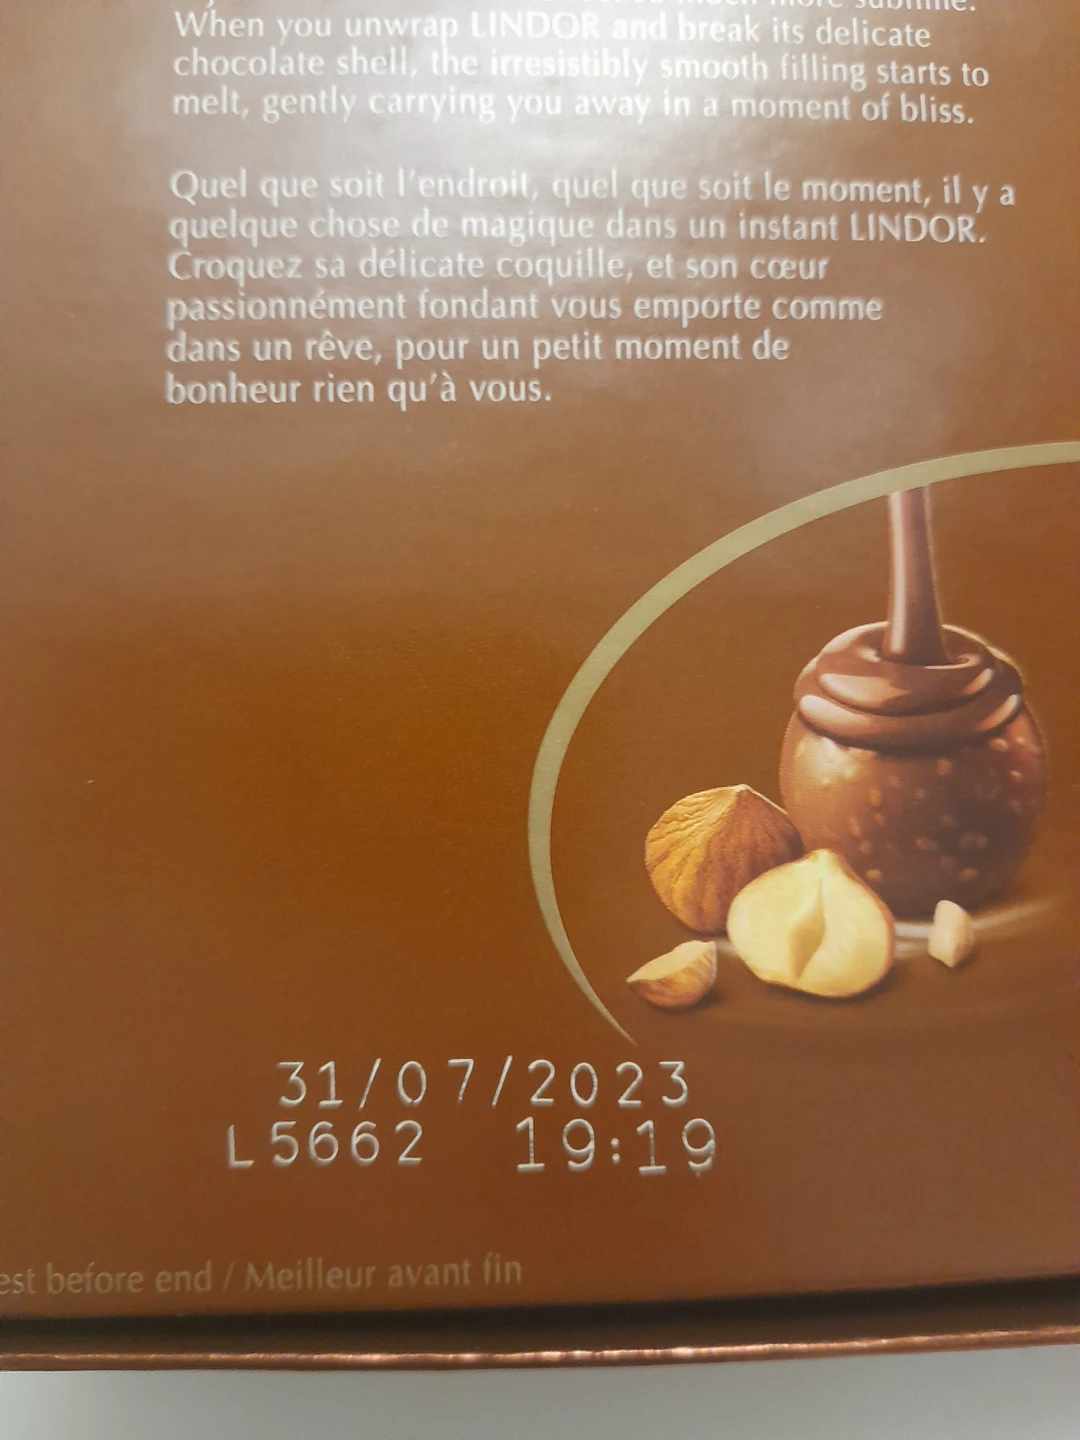 much more sublime.
When you unwrap LINDOR and break its delicate
chocolate shell, the irresistibly smooth filling starts to
melt, gently carrying you away in a moment of bliss.
Quel que soit l'endroit, quel que soit le moment, il y a
quelque chose de magique dans un instant LINDOR.
Croquez sa délicate coquille, et son cœur
passionnément fondant vous emporte comme
dans un rêve, pour un petit moment de
bonheur rien qu'à vous.
31/07/2023
L5662 19:19
est before end / Meilleur avant fin